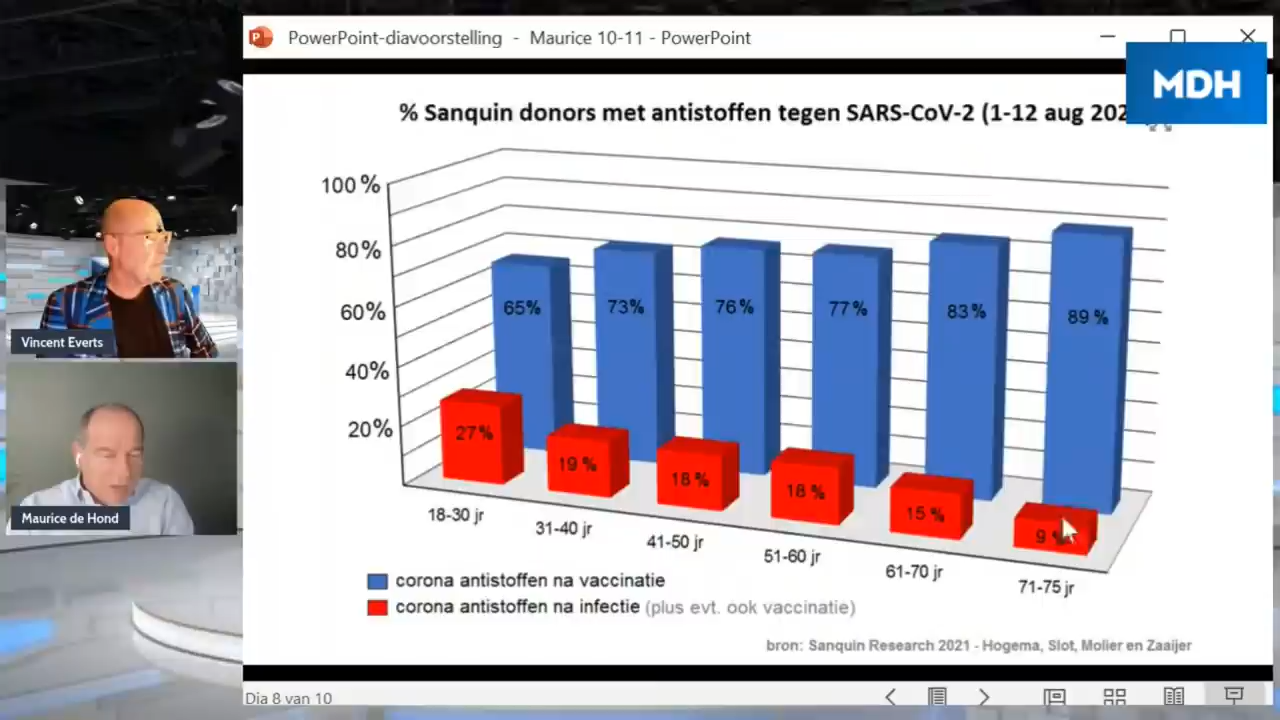 PowerPoint-diavoorstelling - Maurice 10-11 - PowerPoint
MDH
% Sanquin donors met antistoffen tegen SARS-CoV-2 (1-12 aug 202
100 %
80%
60%
40%
20%
65%
73%
76%
77%
83%
89 %
27%
19 %
18 %
18 %
15 %
9 %
18-30 jr
31-40 jr
41-50 jr
51-60 jr
61-70 jr
71-75 jr
corona antistoffen na vaccinatie
corona antistoffen na infectie (plus evt. ook vaccinatie)
bron: Sanquin Research 2021 - Hogema, Slot, Molier en Zaaijer
Vincent Everts
Maurice de Hond
Dia 8 van 10